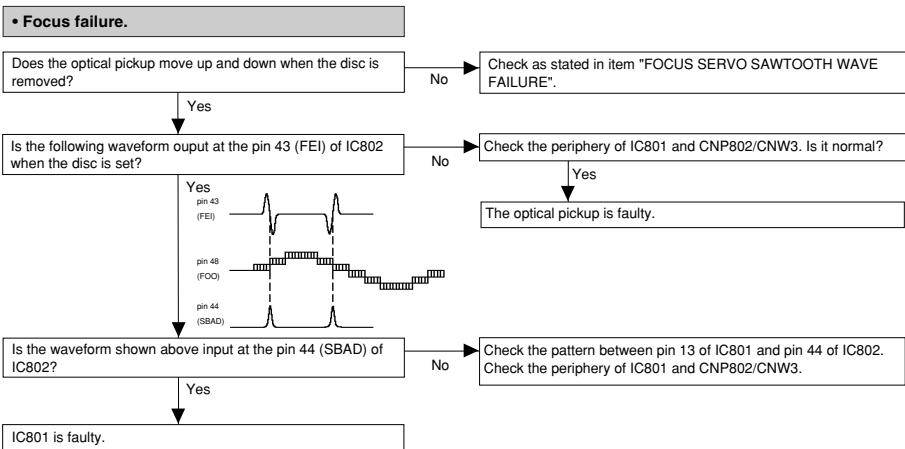 • Focus failure.
Does the optical pickup move up and down when the disc is
removed?
No
Check as stated in item "FOCUS SERVO SAWTOOTH WAVE
FAILURE".
Yes
Is the following waveform ouput at the pin 43 (FEI) of IC802
when the disc is set?
No
Check the periphery of IC801 and CNP802/CNW3. Is it normal?
Yes
The optical pickup is faulty.
Yes
pin 43
(FEI)
pin 48
(FOO)
pin 44
(SBAD)
Is the waveform shown above input at the pin 44 (SBAD) of
IC802?
No
Check the pattern between pin 13 of IC801 and pin 44 of IC802.
Check the periphery of IC801 and CNP802/CNW3.
Yes
IC801 is faulty.